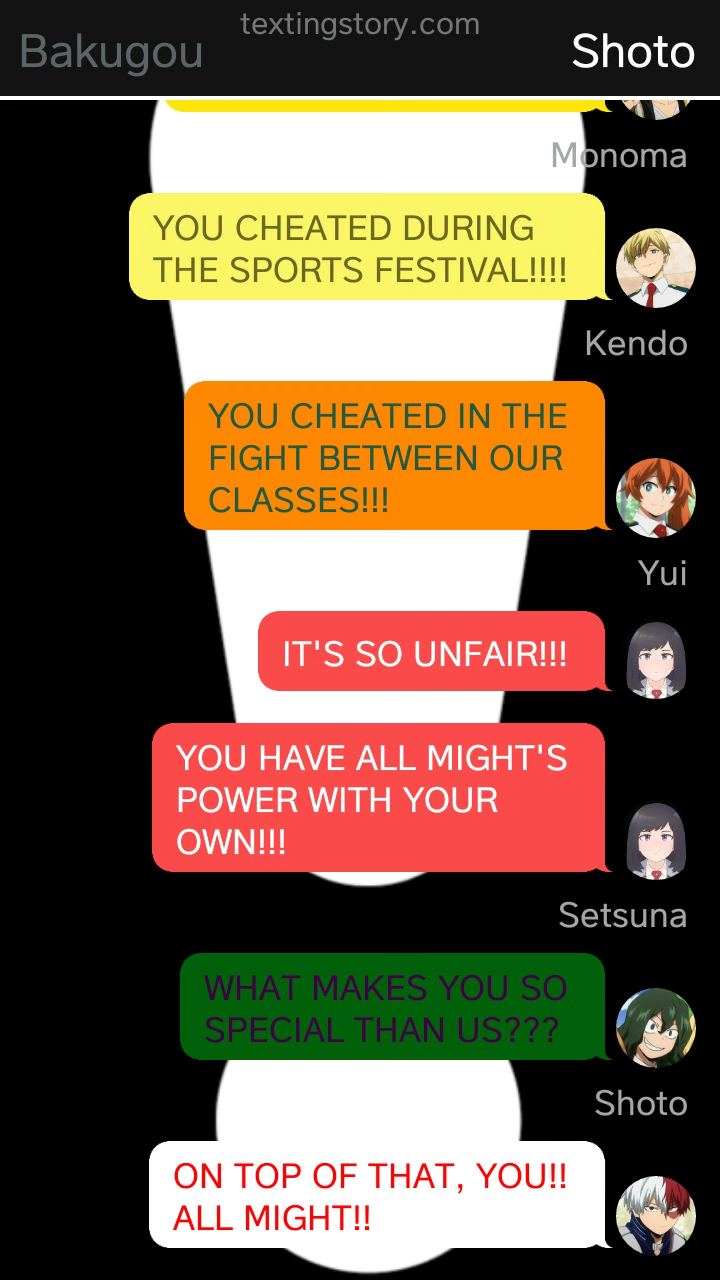 textingstory.com
Bakugou
Shoto
Monoma
YOU CHEATED DURING
THE SPORTS FESTIVAL!!!!
Kendo
YOU CHEATED IN THE
FIGHT BETWEEN OUR
CLASSES!!!
Yui
IT'S SO UNFAIR!!!
YOU HAVE ALL MIGHT'S
POWER WITH YOUR
OWN!!!
Setsuna
WHAT MAKES YOU SO
SPECIAL THAN US???
Shoto
ON TOP OF THAT, YOU!!
ALL MIGHT!!